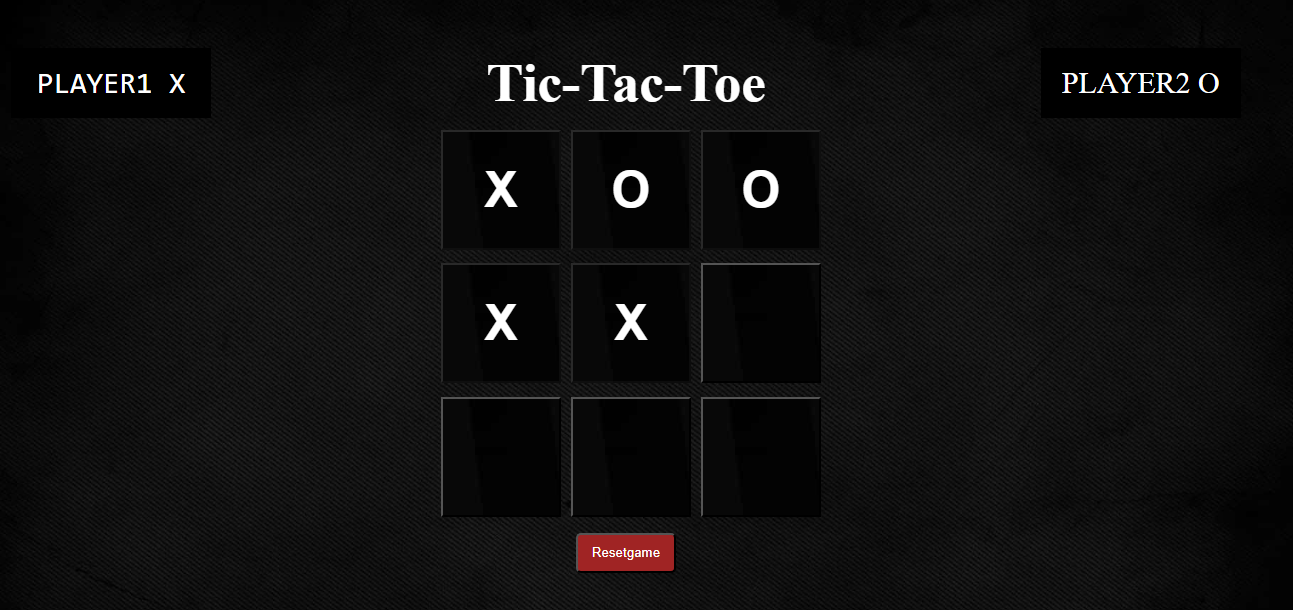 PLAYER1 X
Tic-Tac-Toe
PLAYER2 O
X O O
X X
Resetgame